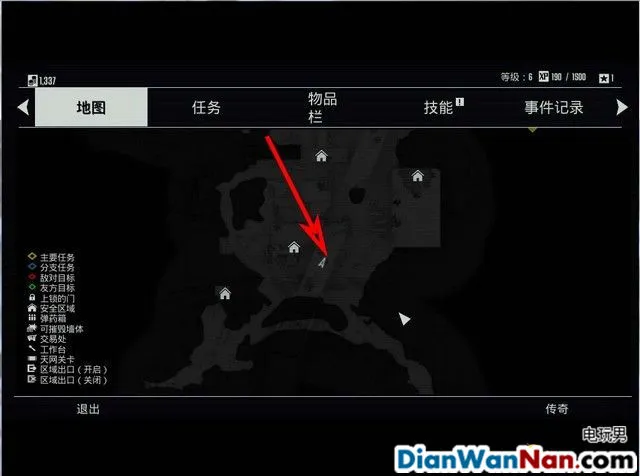 1,337
等级：6 XP 190 / 1500 1
地图 任务 物品栏 技能 ! 事件记录
主要任务
分支任务
敌对目标
友方目标
上锁的门
安全区域
弹药箱
可摧毁墙体
交易处
工作台
天网关卡
区域出口（开启）
区域出口（关闭）
退出 传奇
电玩男
DianWanNan.com